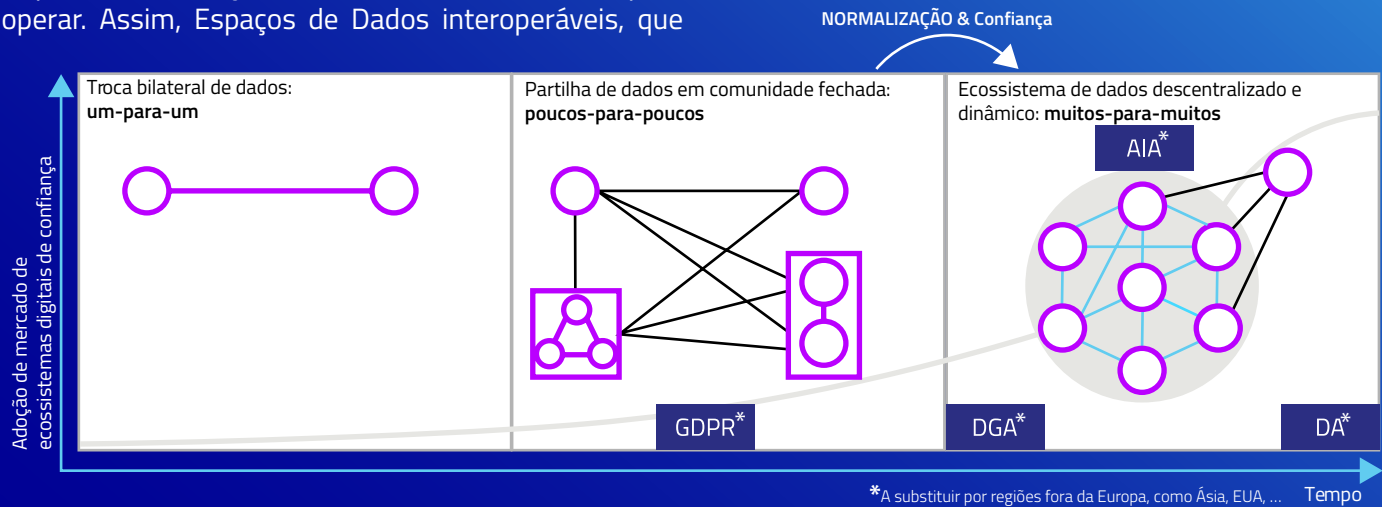 operar. Assim, Espaços de Dados interoperáveis, que
NORMALIZAÇÃO & Confiança
Troca bilateral de dados:
um-para-um
Partilha de dados em comunidade fechada:
poucos-para-poucos
Ecossistema de dados descentralizado e
dinâmico: muitos-para-muitos
AIA*
Adoção de mercado de
ecossistemas digitais de confiança
GDPR*
DGA*
DA*
*A substituir por regiões fora da Europa, como Ásia, EUA, ...
Tempo